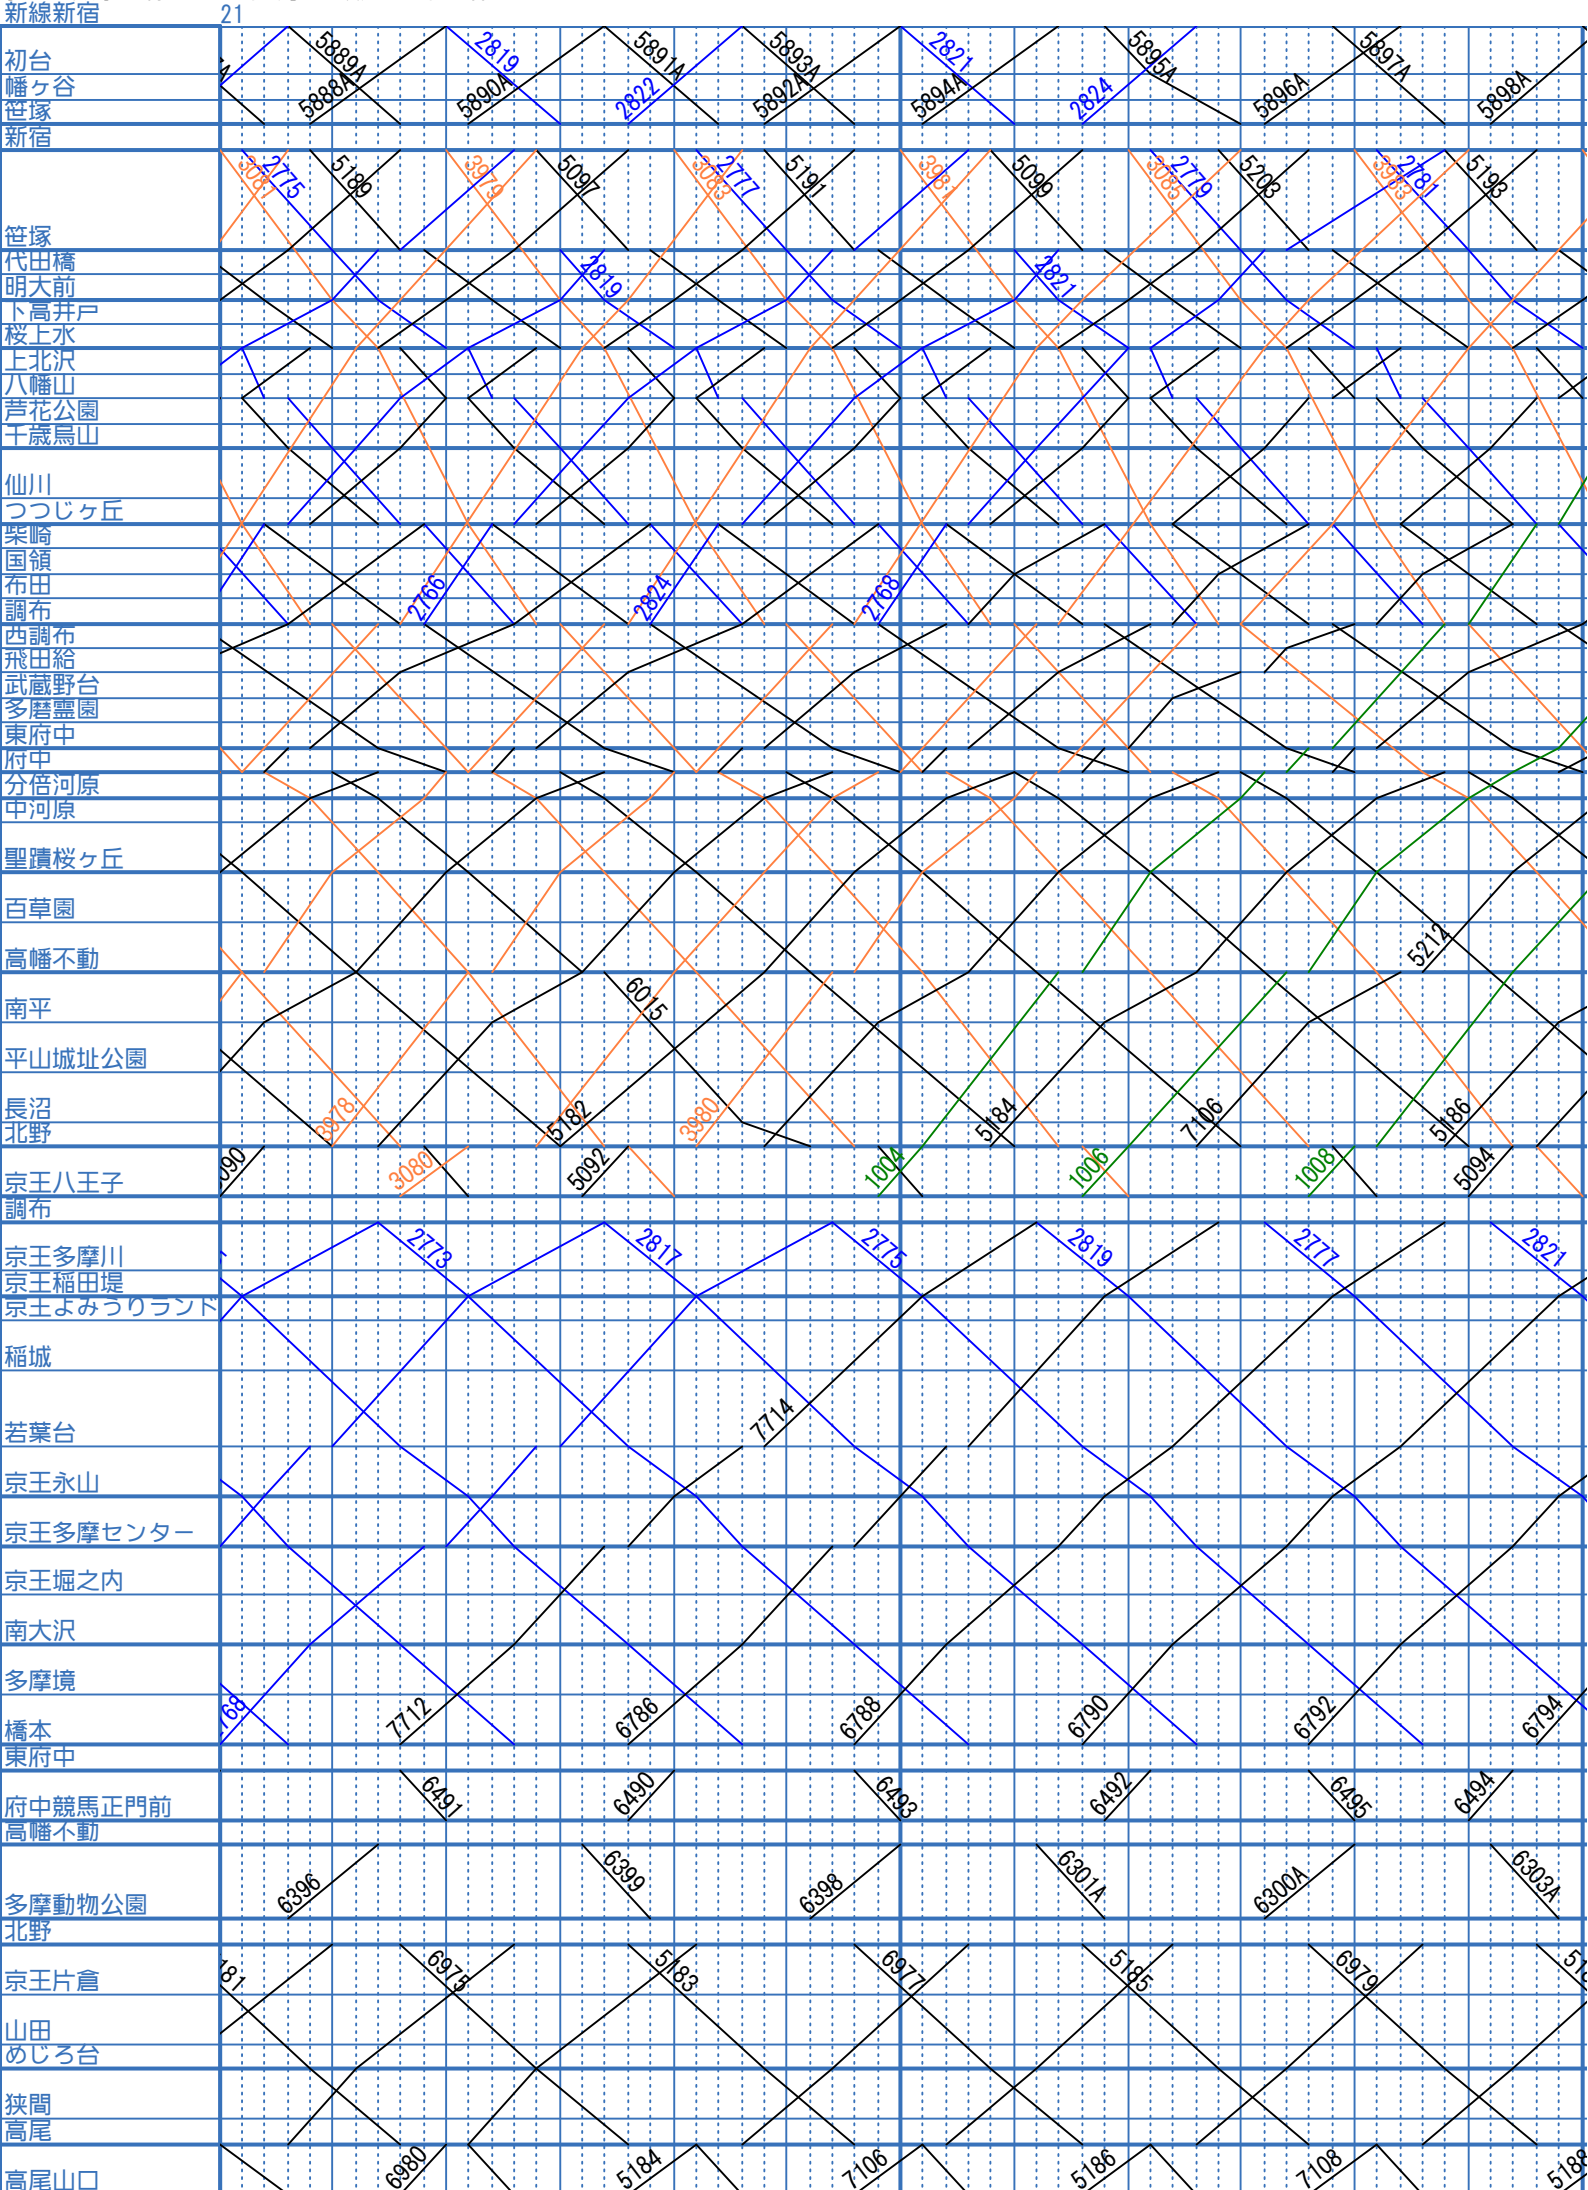 新線新宿 21
初台 5889A 2819 5891A 5893A 2821 5895A 5897A
幡ヶ谷 5888A 5890A 2822 5892A 5894A 2824 5896A 5898A
笹塚
新宿
3081 2775 5189 3979 5097 3083 2777 5191 3981 5099 3085 2779 5203 3983 2781 5193
笹塚
代田橋
明大前 2819 2821
下高井戸
桜上水
上北沢
八幡山
芦花公園
千歳烏山
仙川
つつじヶ丘
柴崎
国領
布田 2766 2824 2768
調布
西調布
飛田給
武蔵野台
多磨霊園
東府中
府中
分倍河原
中河原
聖蹟桜ヶ丘
百草園
高幡不動 5212
南平 6015
平山城址公園
長沼 3978 5182 3980 5184 7106 5186
北野
京王八王子 5090 3080 5092 1004 1006 1008 5094
調布
京王多摩川 2773 2817 2775 2819 2777 2821
京王稲田堤
京王よみうりランド
稲城
若葉台 7714
京王永山
京王多摩センター
京王堀之内
南大沢
多摩境
橋本 2768 7712 6786 6788 6790 6792 6794
東府中
府中競馬正門前 6491 6490 6493 6492 6495 6494
高幡不動
多摩動物公園 6396 6399 6398 6301A 6300A 6303A
北野
京王片倉 181 6975 5183 6977 5185 6979
山田
めじろ台
狭間
高尾
高尾山口 6980 5184 7106 5186 7108 5188